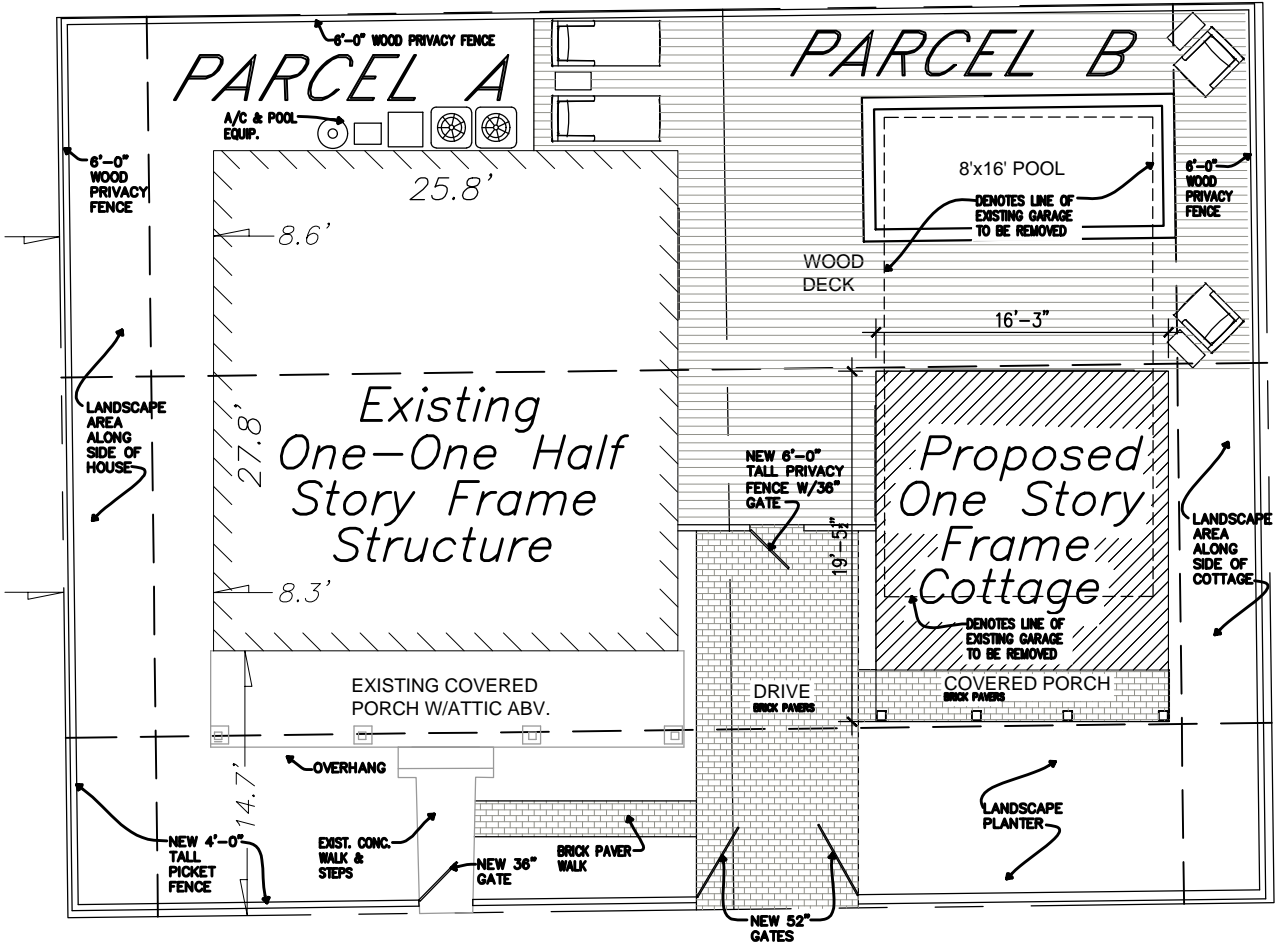 6'-0" WOOD PRIVACY FENCE
PARCEL A
PARCEL B
A/C & POOL
EQUIP.
6'-0"
WOOD
PRIVACY
FENCE
25.8'
8'x16' POOL
6'-0"
WOOD
PRIVACY
FENCE
DENOTES LINE OF
EXISTING GARAGE
TO BE REMOVED
8.6'
WOOD
DECK
16'-3"
LANDSCAPE
AREA
ALONG
SIDE OF
HOUSE
27.8'
Existing
One-One Half
Story Frame
Structure
NEW 6'-0"
TALL PRIVACY
FENCE W/36"
GATE
19'-5½"
Proposed
One Story
Frame
Cottage
LANDSCAPE
AREA
ALONG
SIDE OF
COTTAGE
8.3'
DENOTES LINE OF
EXISTING GARAGE
TO BE REMOVED
EXISTING COVERED
PORCH W/ATTIC ABV.
DRIVE
BRICK PAVERS
COVERED PORCH
BRICK PAVERS
OVERHANG
14.7'
LANDSCAPE
PLANTER
NEW 4'-0"
TALL
PICKET
FENCE
EXIST. CONC.
WALK &
STEPS
NEW 36"
GATE
BRICK PAVER
WALK
NEW 52"
GATES